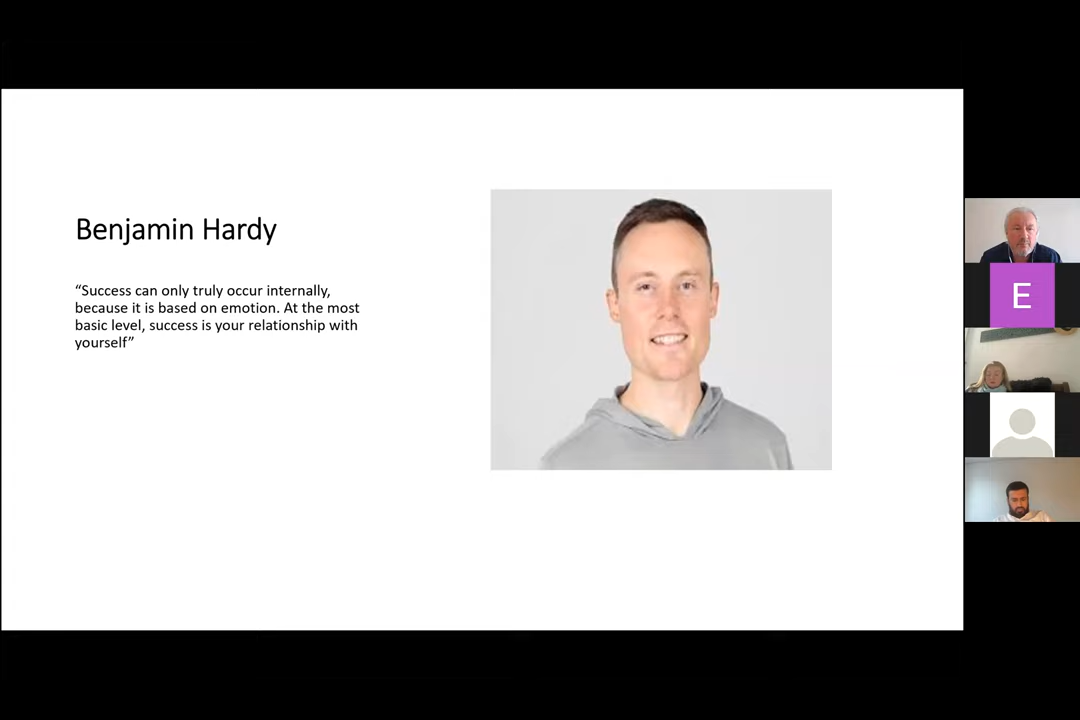 Benjamin Hardy
“Success can only truly occur internally,
because it is based on emotion. At the most
basic level, success is your relationship with
yourself”
E